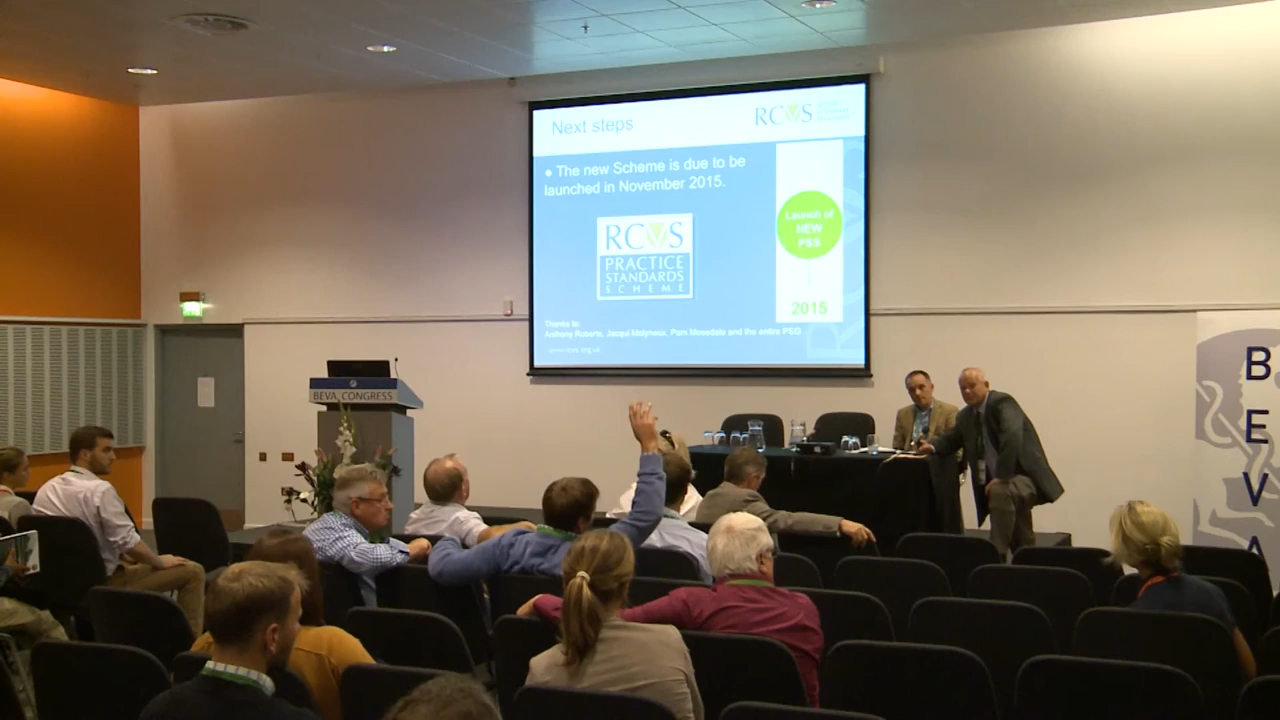 Next steps
RCVS
● The new Scheme is due to be
launched in November 2015.
RCVS
PRACTICE
STANDARDS
SCHEME
Launch of
NEW
PSS
2015
Thanks to:
Anthony Roberts, Jacqui Molyneux, Pam Mosedale and the entire PSG
BEVA CONGRESS
B
E
V
A